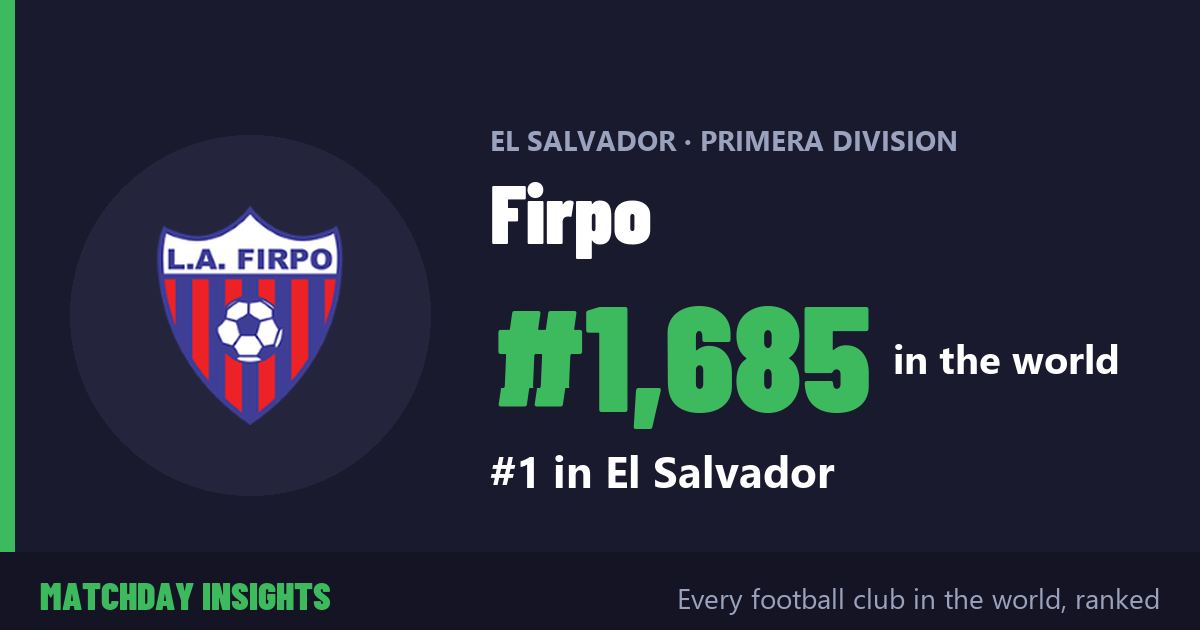 EL SALVADOR · PRIMERA DIVISION
Firpo
L.A. FIRPO
#1,685 in the world
#1 in El Salvador
MATCHDAY INSIGHTS
Every football club in the world, ranked